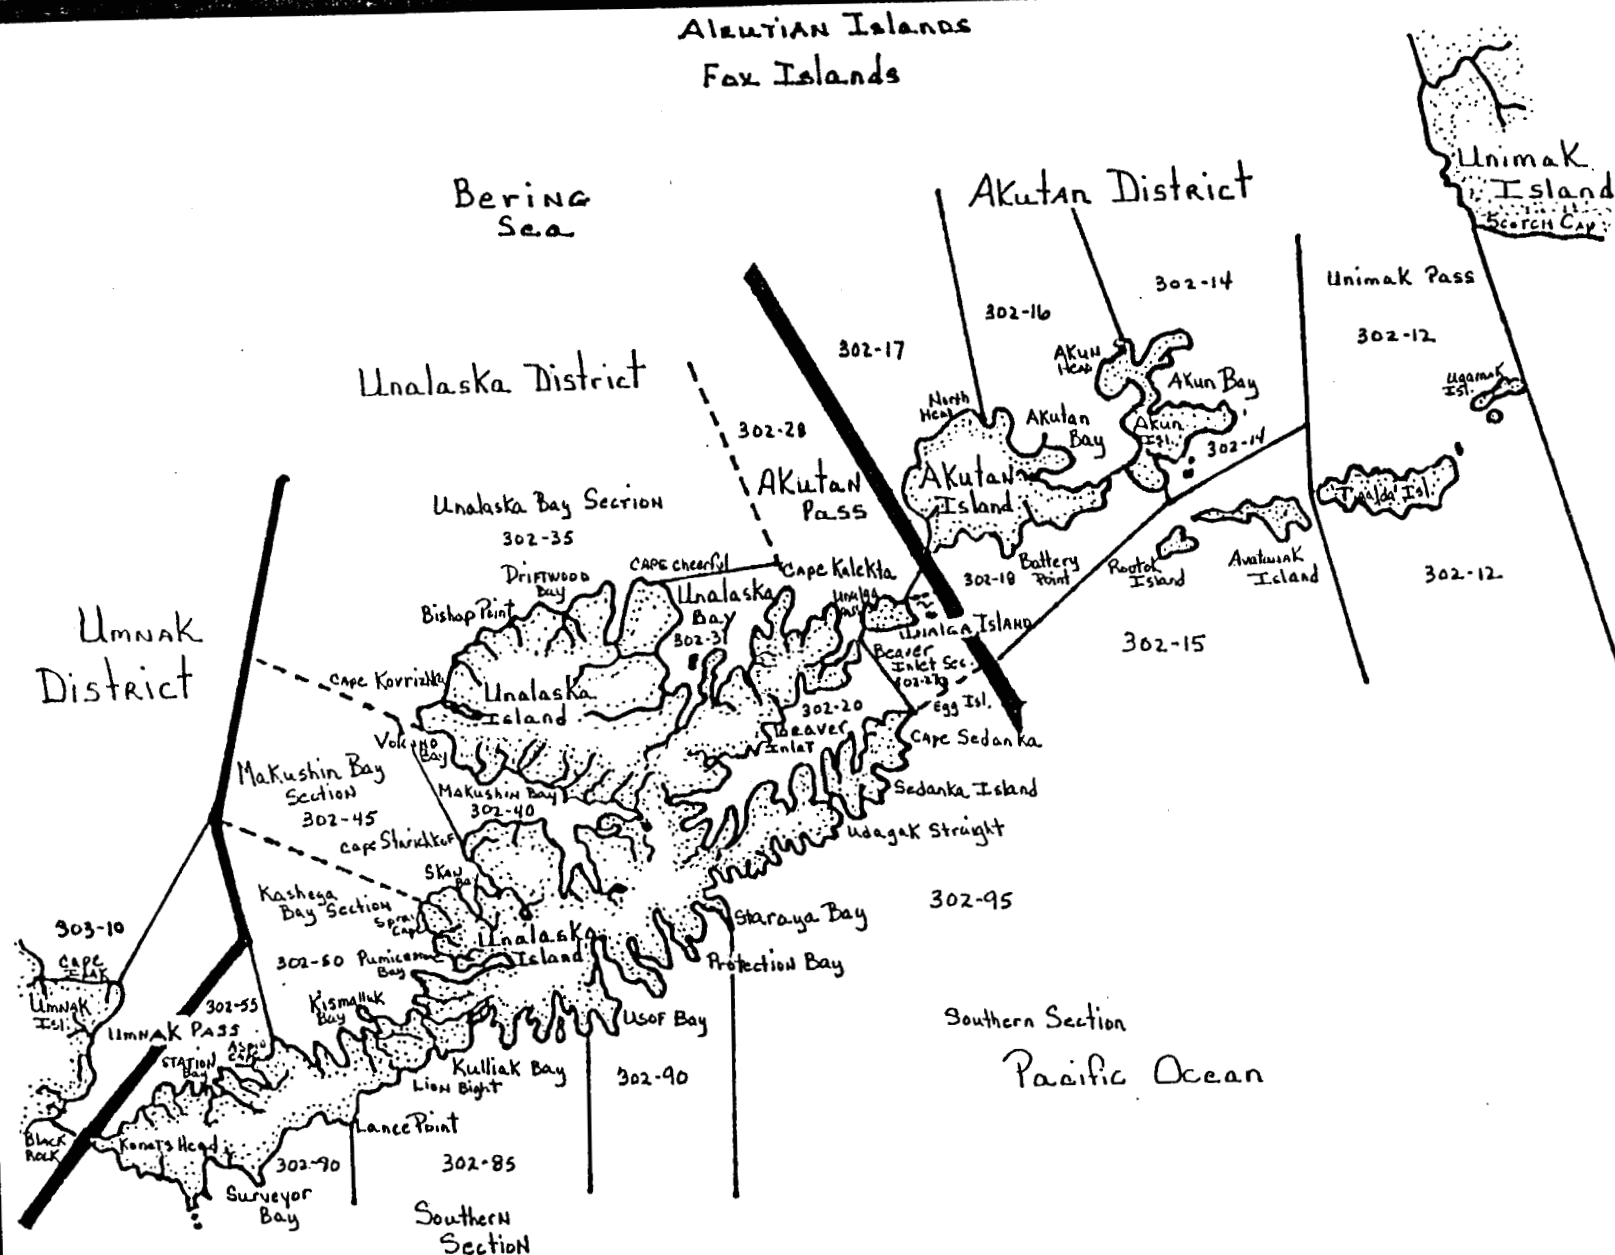 Aleutian Islands
Fox Islands
Bering
Sea
Akutan District
Unimak
Island
Scotch Cap
Unimak Pass
302-12
302-14
302-16
302-17
Akun
Head
Akun Bay
Ugamak
Isl.
Unalaska District
302-28
North
Head
Akutan
Bay
Akun
Isl.
302-14
Akutan
Pass
Akutan
Island
Tigalda Isl.
Unalaska Bay Section
302-35
Cape Cheerful
Cape Kalekta
302-18
Battery
Point
Rootok
Island
Avatanak
Island
302-12
Driftwood
Bay
Bishop Point
Unalaska
Bay
302-31
Unalga
Pass
Unalga Island
302-15
Umnak
District
Cape Kovrizhka
Unalaska
Island
Beaver
Inlet Sec.
302-20
Egg Isl.
Beaver
Inlet
Cape Sedanka
Volcano
Bay
Makushin Bay
Section
302-45
Makushin Bay
302-40
Sedanka Island
Cape Starichkof
Udagak Straight
Skan
Bay
Kashega
Bay Section
Spray
Cape
302-95
303-10
Cape
Idak
Staraya Bay
Unalaska
Island
302-50
Pumicestone
Bay
Protection Bay
Umnak
Isl.
302-55
Umnak Pass
Kismaliuk
Bay
Usof Bay
Southern Section
Pacific Ocean
Aspid
Cape
Station
Bay
Kulliak Bay
Lion Bight
302-90
Lance Point
Black
Rock
Konets Head
302-90
302-85
Surveyor
Bay
Southern
Section